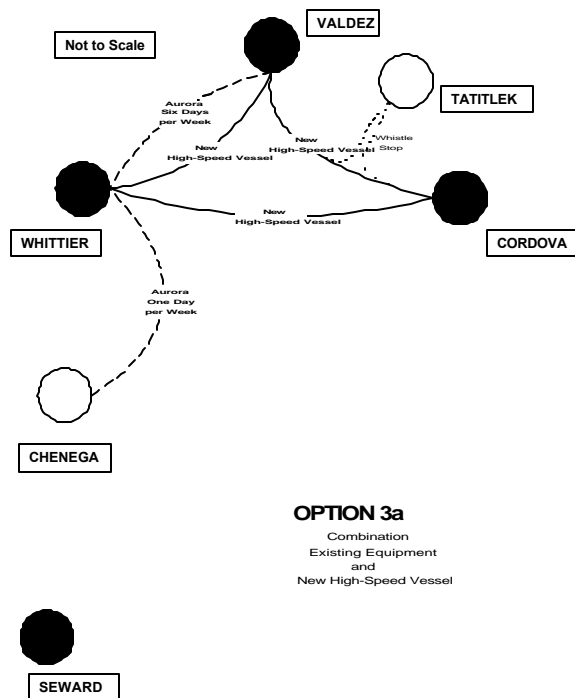 VALDEZ
Not to Scale
TATITLEK
Aurora
Six Days
per Week
Whistle
Stop
New
High-Speed Vessel
New
High-Speed Vessel
New
High-Speed Vessel
WHITTIER
CORDOVA
Aurora
One Day
per Week
CHENEGA
OPTION 3a
Combination
Existing Equipment
and
New High-Speed Vessel
SEWARD